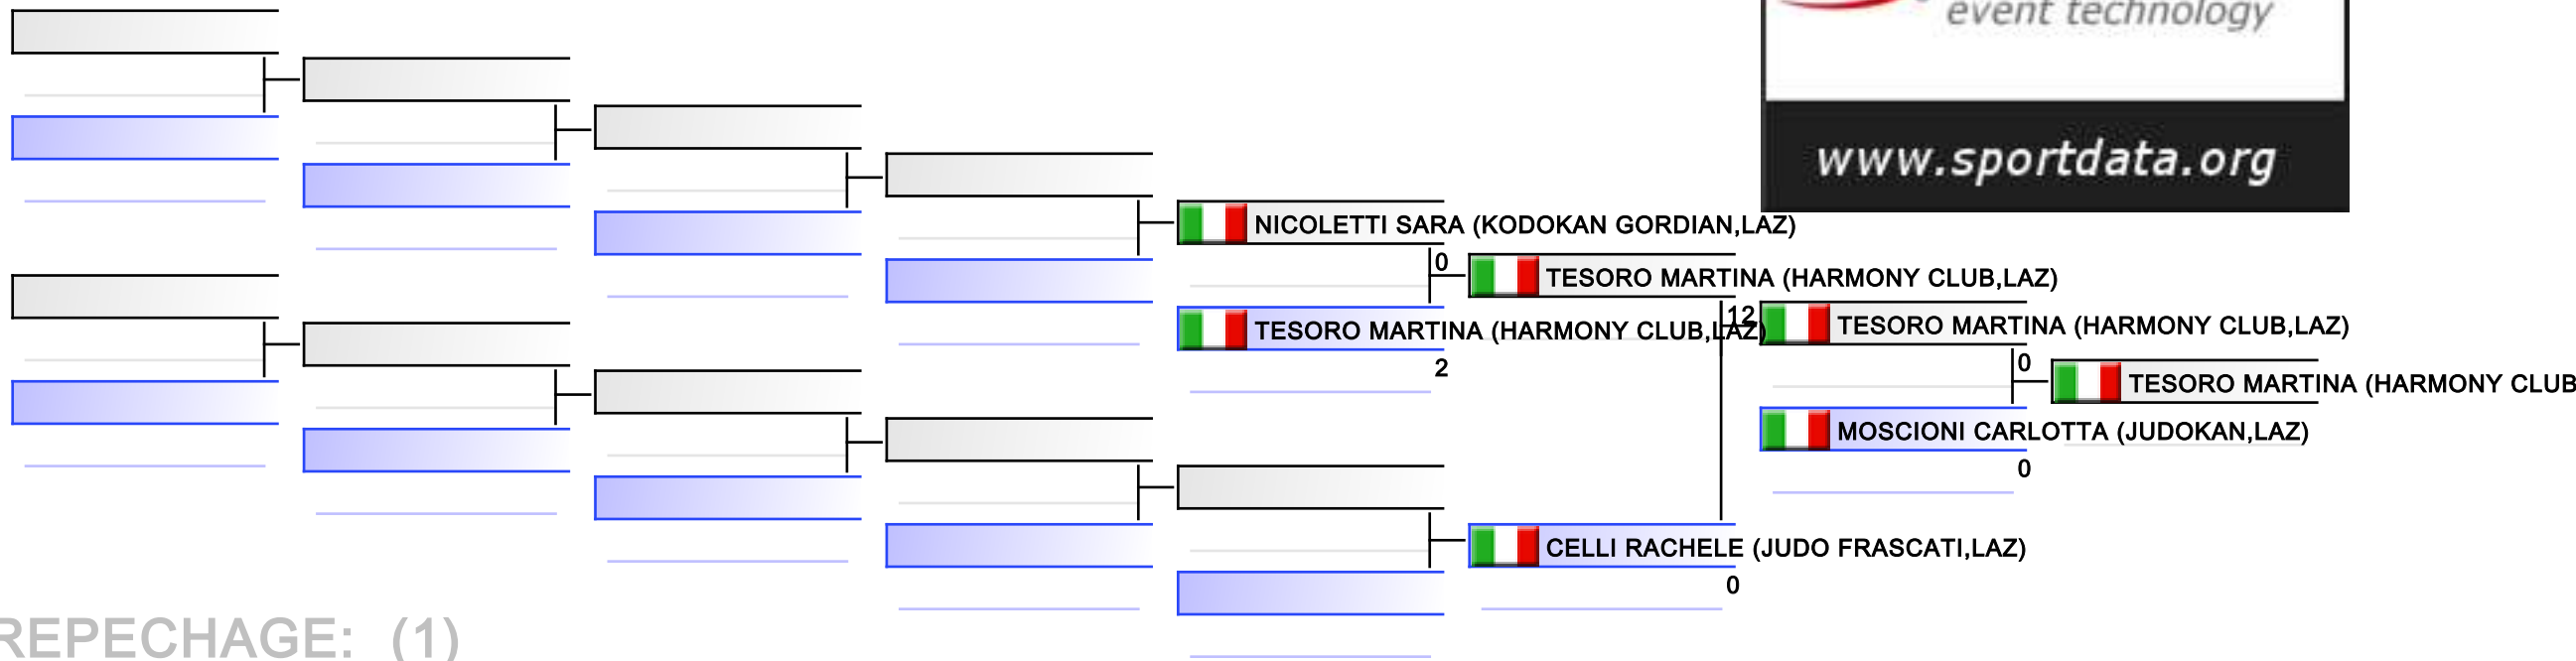 event technology
www.sportdata.org
NICOLETTI SARA (KODOKAN GORDIAN,LAZ)
0
TESORO MARTINA (HARMONY CLUB,LAZ)
12
TESORO MARTINA (HARMONY CLUB,LAZ)
TESORO MARTINA (HARMONY CLUB,LAZ)
2
0
TESORO MARTINA (HARMONY CLUB
MOSCIONI CARLOTTA (JUDOKAN,LAZ)
0
CELLI RACHELE (JUDO FRASCATI,LAZ)
0
REPECHAGE: (1)